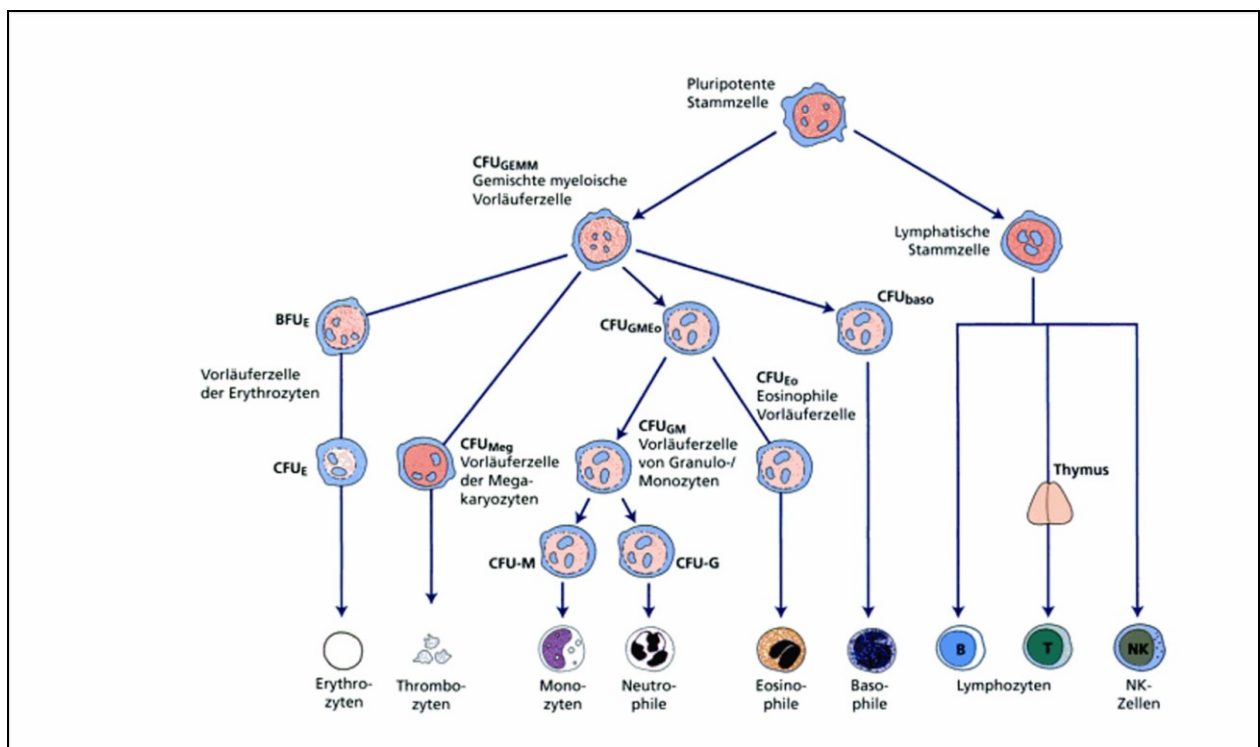 Pluripotente
Stammzelle
CFUGEMM
Gemischte myeloische
Vorläuferzelle
Lymphatische
Stammzelle
BFUE
CFUGMEo
CFUbaso
Vorläuferzelle
der Erythrozyten
CFUEo
Eosinophile
Vorläuferzelle
CFUE
CFUMeg
Vorläuferzelle
der Mega-
karyozyten
CFUGM
Vorläuferzelle
von Granulo-/
Monozyten
Thymus
CFU-M
CFU-G
B
T
NK
Erythro-
zyten
Thrombo-
zyten
Mono-
zyten
Neutro-
phile
Eosino-
phile
Baso-
phile
Lymphozyten
NK-
Zellen